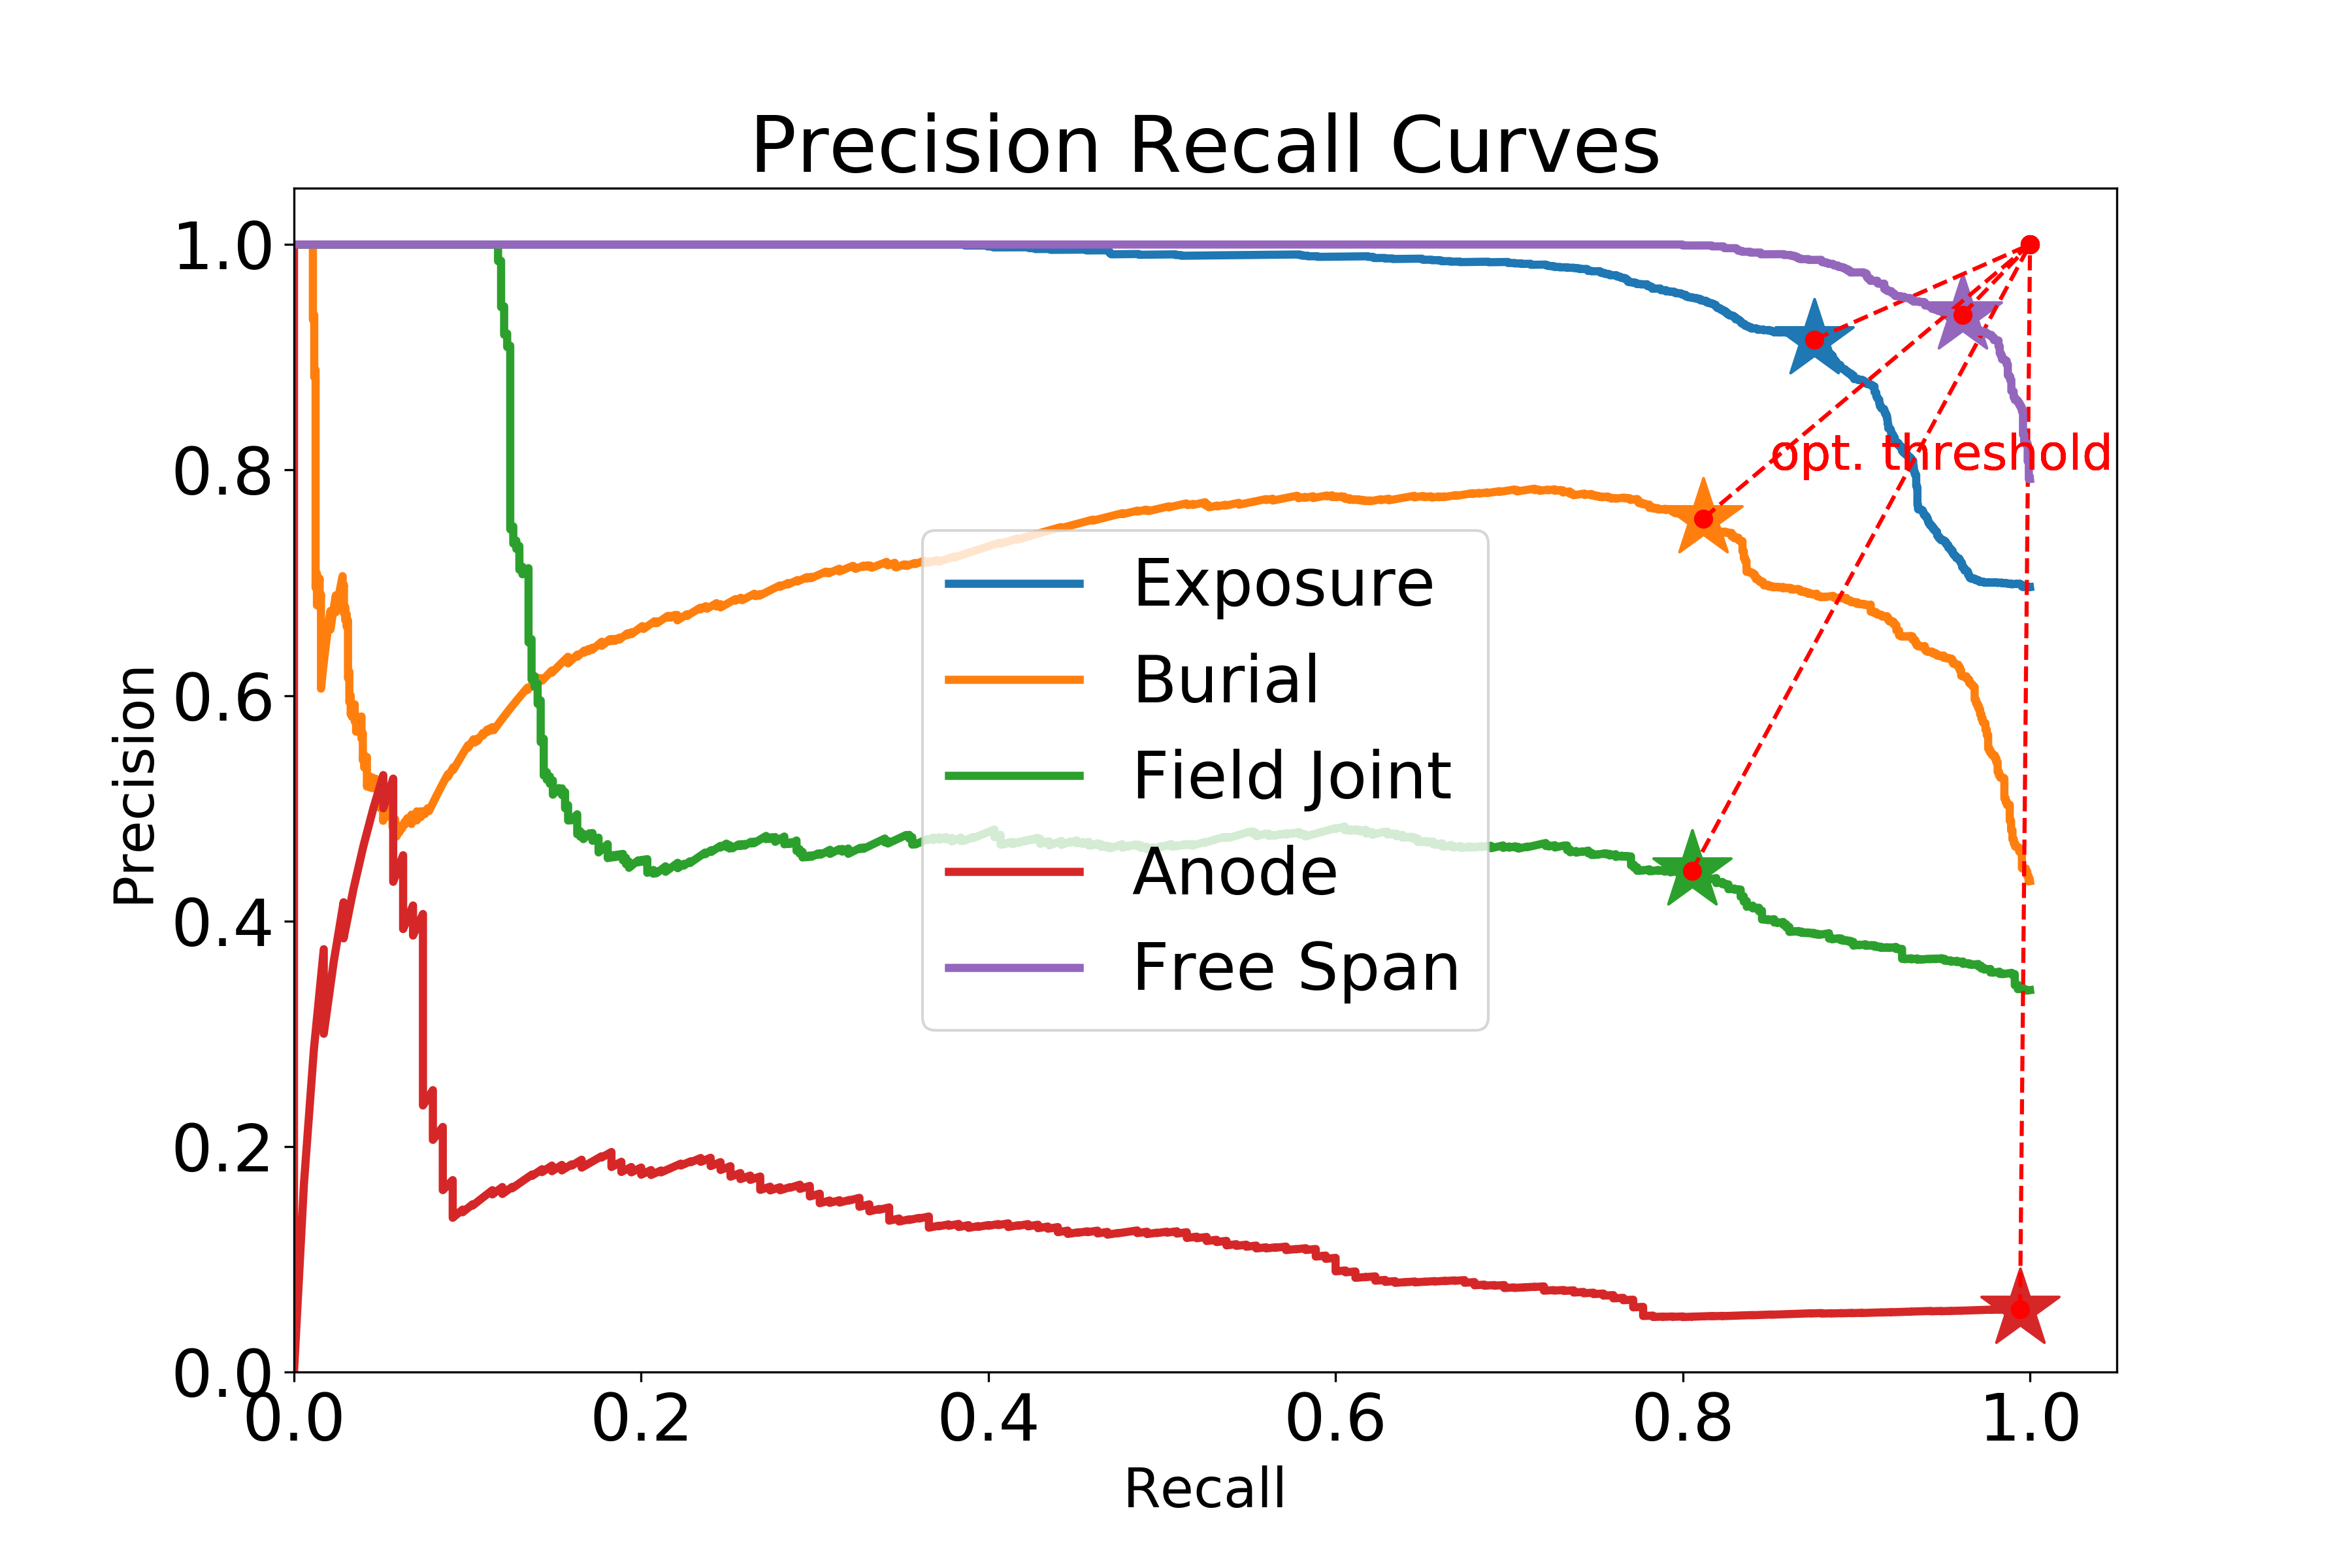 Precision Recall Curves
1.0
0.8
0.6
0.4
0.2
0.0
Precision
opt. threshold
Exposure
Burial
Field Joint
Anode
Free Span
0.0 0.2 0.4 0.6 0.8 1.0
Recall